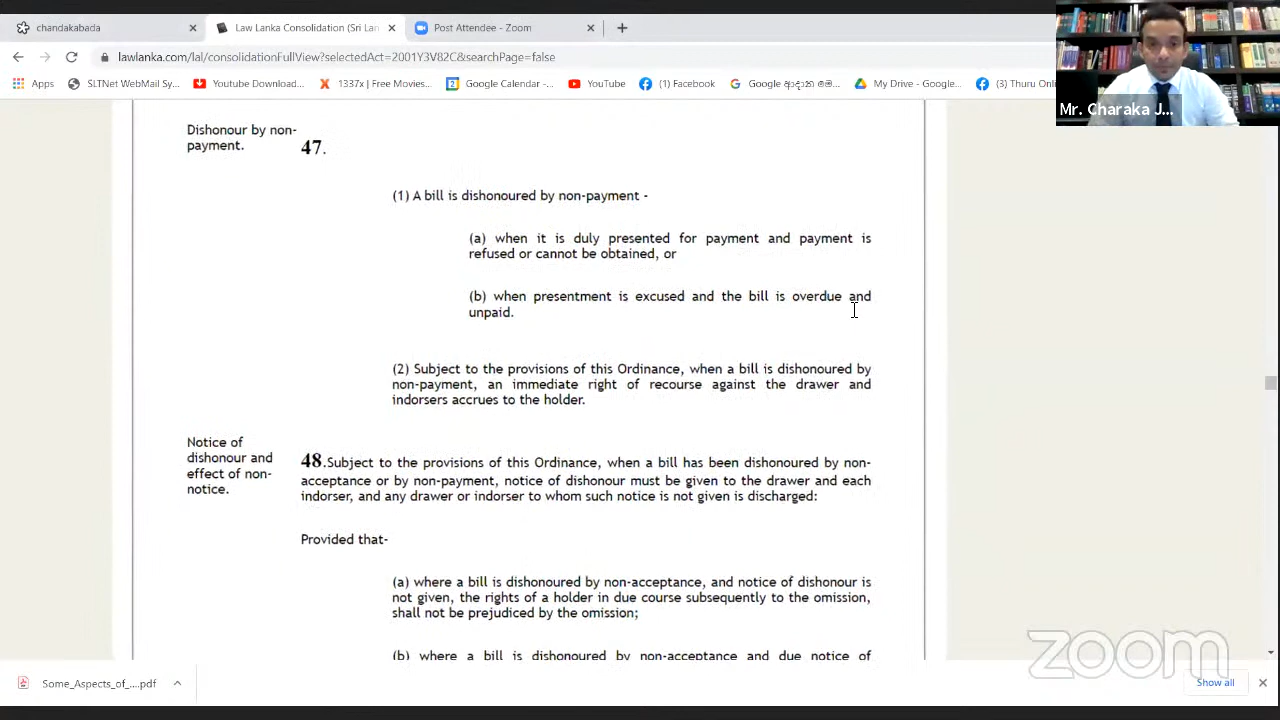 chandakabada
Law Lanka Consolidation (Sri Lan
Post Attendee - Zoom
lawlanka.com/lal/consolidationFullView?selectedAct=2001Y3V82C&searchPage=false
Apps
SLTNet WebMail Sy...
Youtube Downloader...
1337x | Free Movies...
Google Calendar -...
YouTube
(1) Facebook
My Drive - Google...
(3) Thuru Onli
Mr. Charaka J...
Dishonour by non-
payment.
47.
(1) A bill is dishonoured by non-payment -
(a) when it is duly presented for payment and payment is
refused or cannot be obtained, or
(b) when presentment is excused and the bill is overdue and
unpaid.
(2) Subject to the provisions of this Ordinance, when a bill is dishonoured by
non-payment, an immediate right of recourse against the drawer and
indorsers accrues to the holder.
Notice of
dishonour and
effect of non-
notice.
48.Subject to the provisions of this Ordinance, when a bill has been dishonoured by non-
acceptance or by non-payment, notice of dishonour must be given to the drawer and each
indorser, and any drawer or indorser to whom such notice is not given is discharged:
Provided that-
(a) where a bill is dishonoured by non-acceptance, and notice of dishonour is
not given, the rights of a holder in due course subsequently to the omission,
shall not be prejudiced by the omission;
(b) where a bill is dishonoured by non-acceptance and due notice of
zoom
Some_Aspects_of_....pdf
Show all